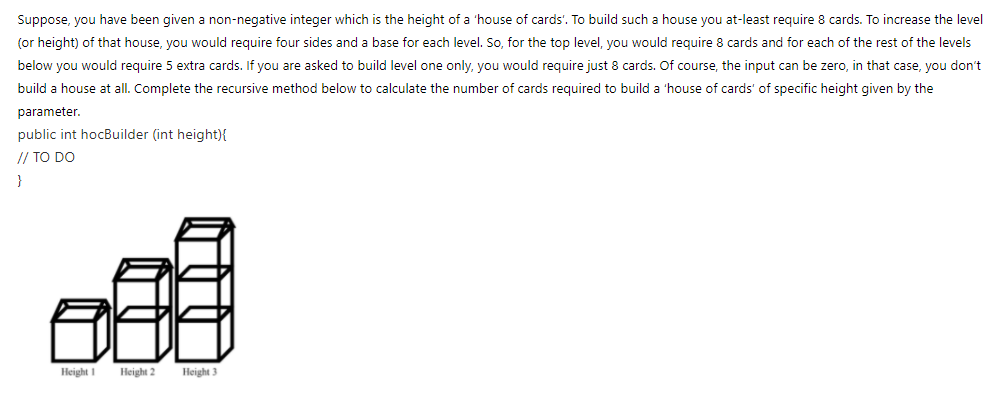 Suppose, you have been given a non-negative integer which is the height of a 'house of cards'. To build such a house you at-least require 8 cards. To increase the level
(or height) of that house, you would require four sides and a base for each level. So, for the top level, you would require 8 cards and for each of the rest of the levels
below you would require 5 extra cards. If you are asked to build level one only, you would require just 8 cards. Of course, the input can be zero, in that case, you don't
build a house at all. Complete the recursive method below to calculate the number of cards required to build a 'house of cards' of specific height given by the
parameter.
public int hocBuilder (int height){
// TO DO
}
Height 1 Height 2 Height 3